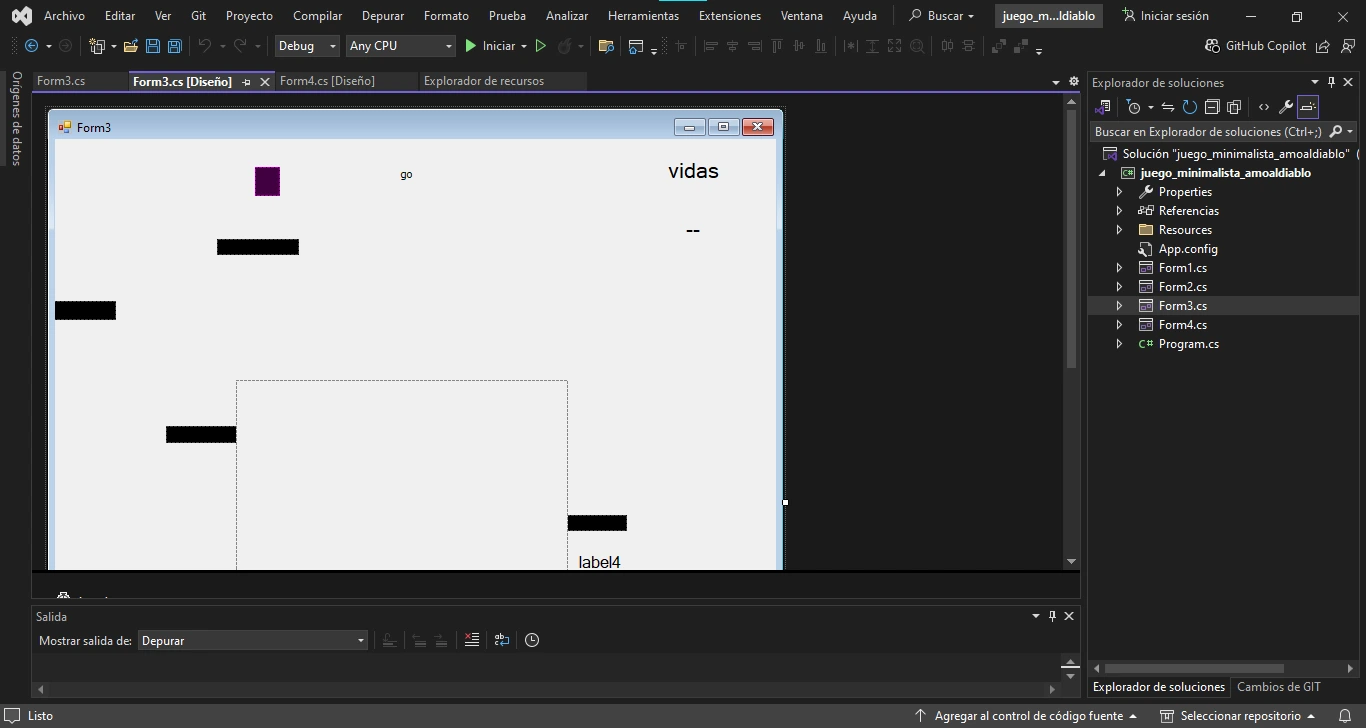 Archivo Editar Ver Git Proyecto Compilar Depurar Formato Prueba Analizar Herramientas Extensiones Ventana Ayuda Buscar juego_m...ldiablo Iniciar sesión
Debug Any CPU Iniciar GitHub Copilot
Orígenes de datos
Form3.cs Form3.cs [Diseño] Form4.cs [Diseño] Explorador de recursos
Form3
go
vidas
--
label4
Salida
Mostrar salida de: Depurar
Explorador de soluciones
Buscar en Explorador de soluciones (Ctrl+;)
Solución "juego_minimalista_amoaldiablo" (
juego_minimalista_amoaldiablo
Properties
Referencias
Resources
App.config
Form1.cs
Form2.cs
Form3.cs
Form4.cs
C# Program.cs
Explorador de soluciones Cambios de GIT
Listo Agregar al control de código fuente Seleccionar repositorio